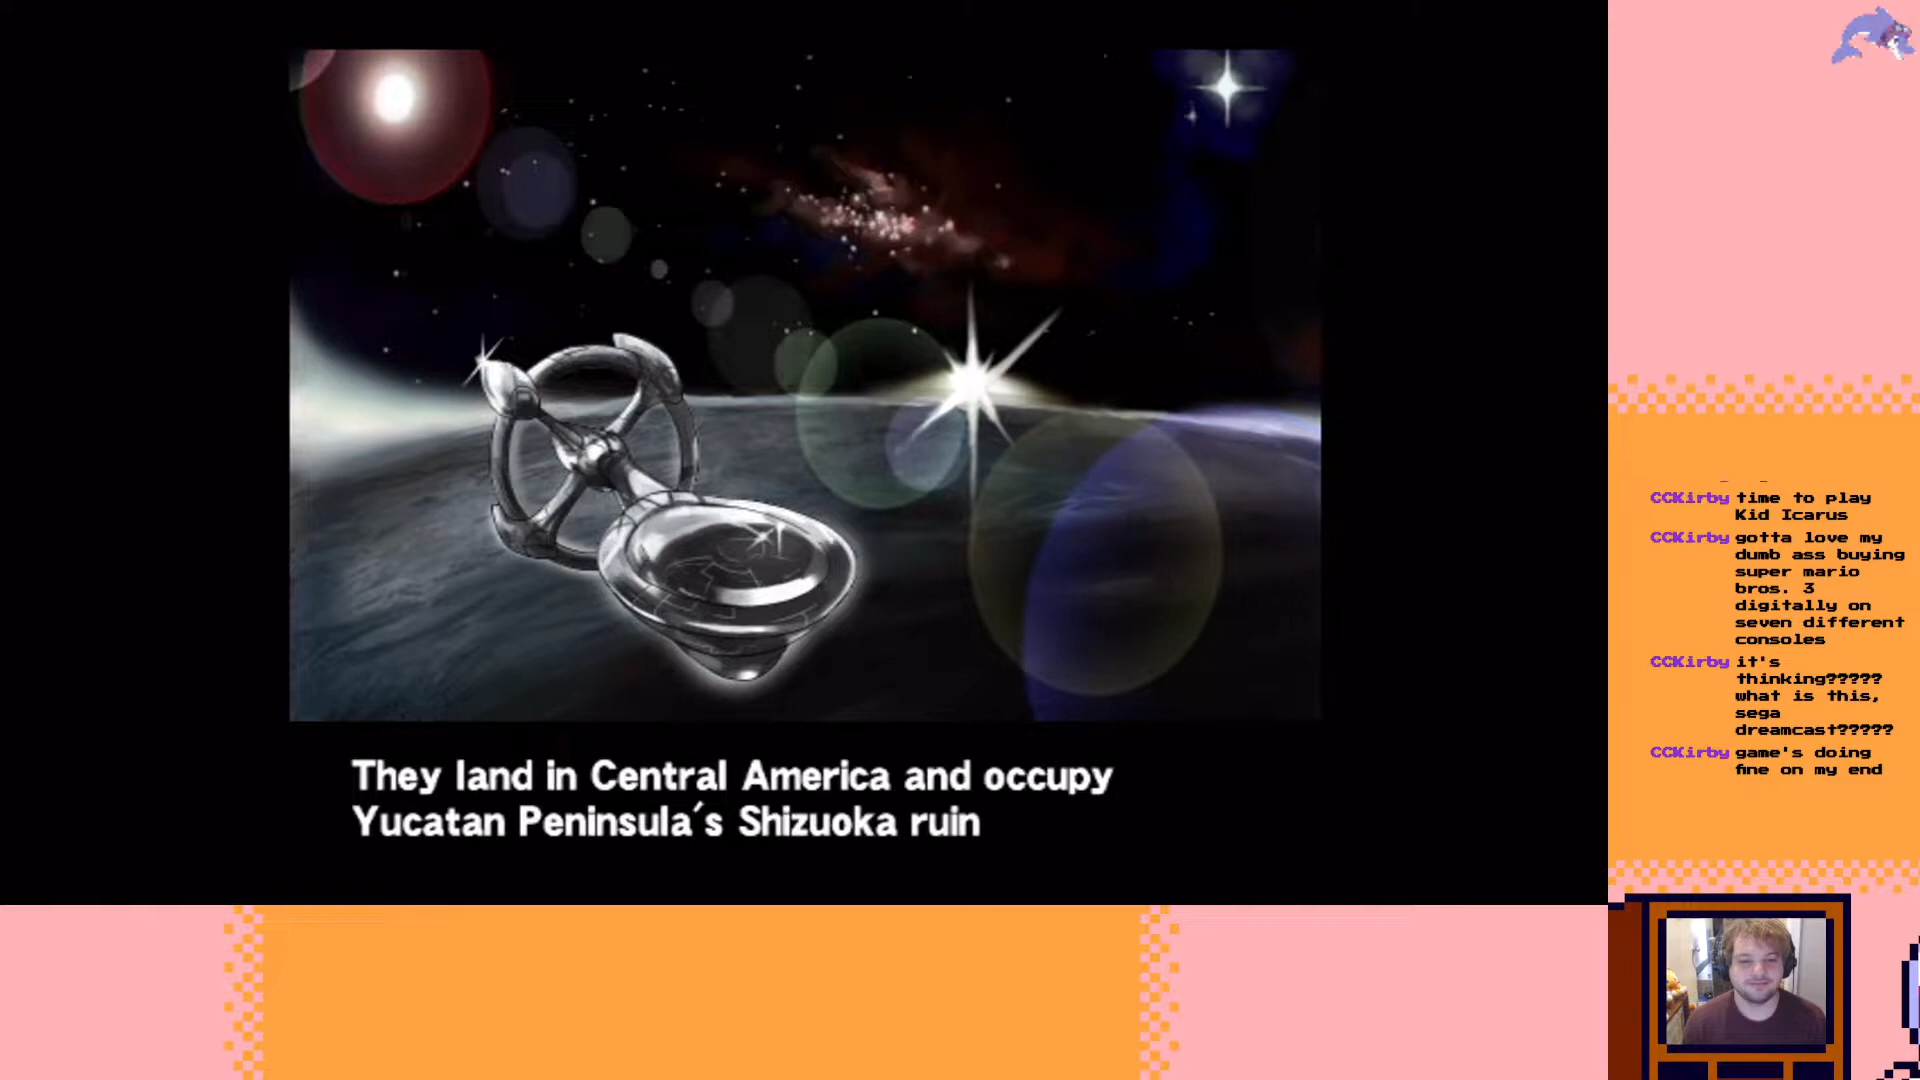 They land in Central America and occupy
Yucatan Peninsula's Shizuoka ruin
CCKirby time to play
Kid Icarus
CCKirby gotta love my
dumb ass buying
super mario
bros. 3
digitally on
seven different
consoles
CCKirby it's
thinking?????
what is this,
sega
dreamcast?????
CCKirby game's doing
fine on my end